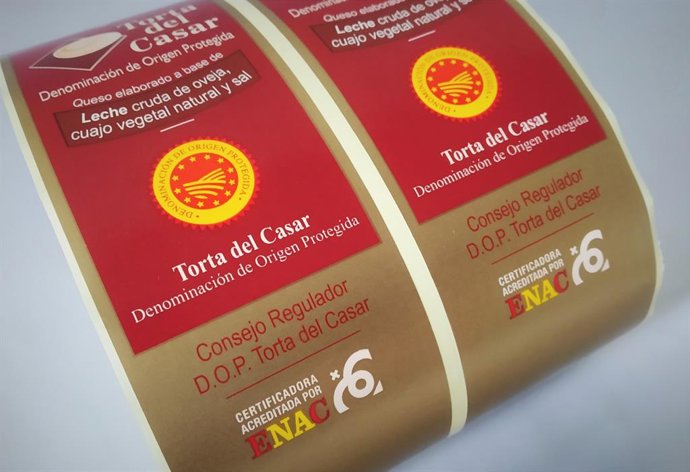 Torta
del
Casar
Denominación de Origen Protegida
Queso elaborado a base de
Leche cruda de oveja,
cuajo vegetal natural y sal
DENOMINACIÓN DE ORIGEN PROTEGIDA
Torta del Casar
Denominación de Origen Protegida
Consejo Regulador
D.O.P. Torta del Casar
CERTIFICADORA
ACREDITADA POR
ENAC
Queso elaborado a base de
Leche cruda de oveja,
cuajo vegetal natural y sal
DENOMINACIÓN DE ORIGEN PROTEGIDA
Torta del Casar
Denominación de Origen Protegida
Consejo Regulador
D.O.P. Torta del Casar
CERTIFICADORA
ACREDITADA POR
ENAC